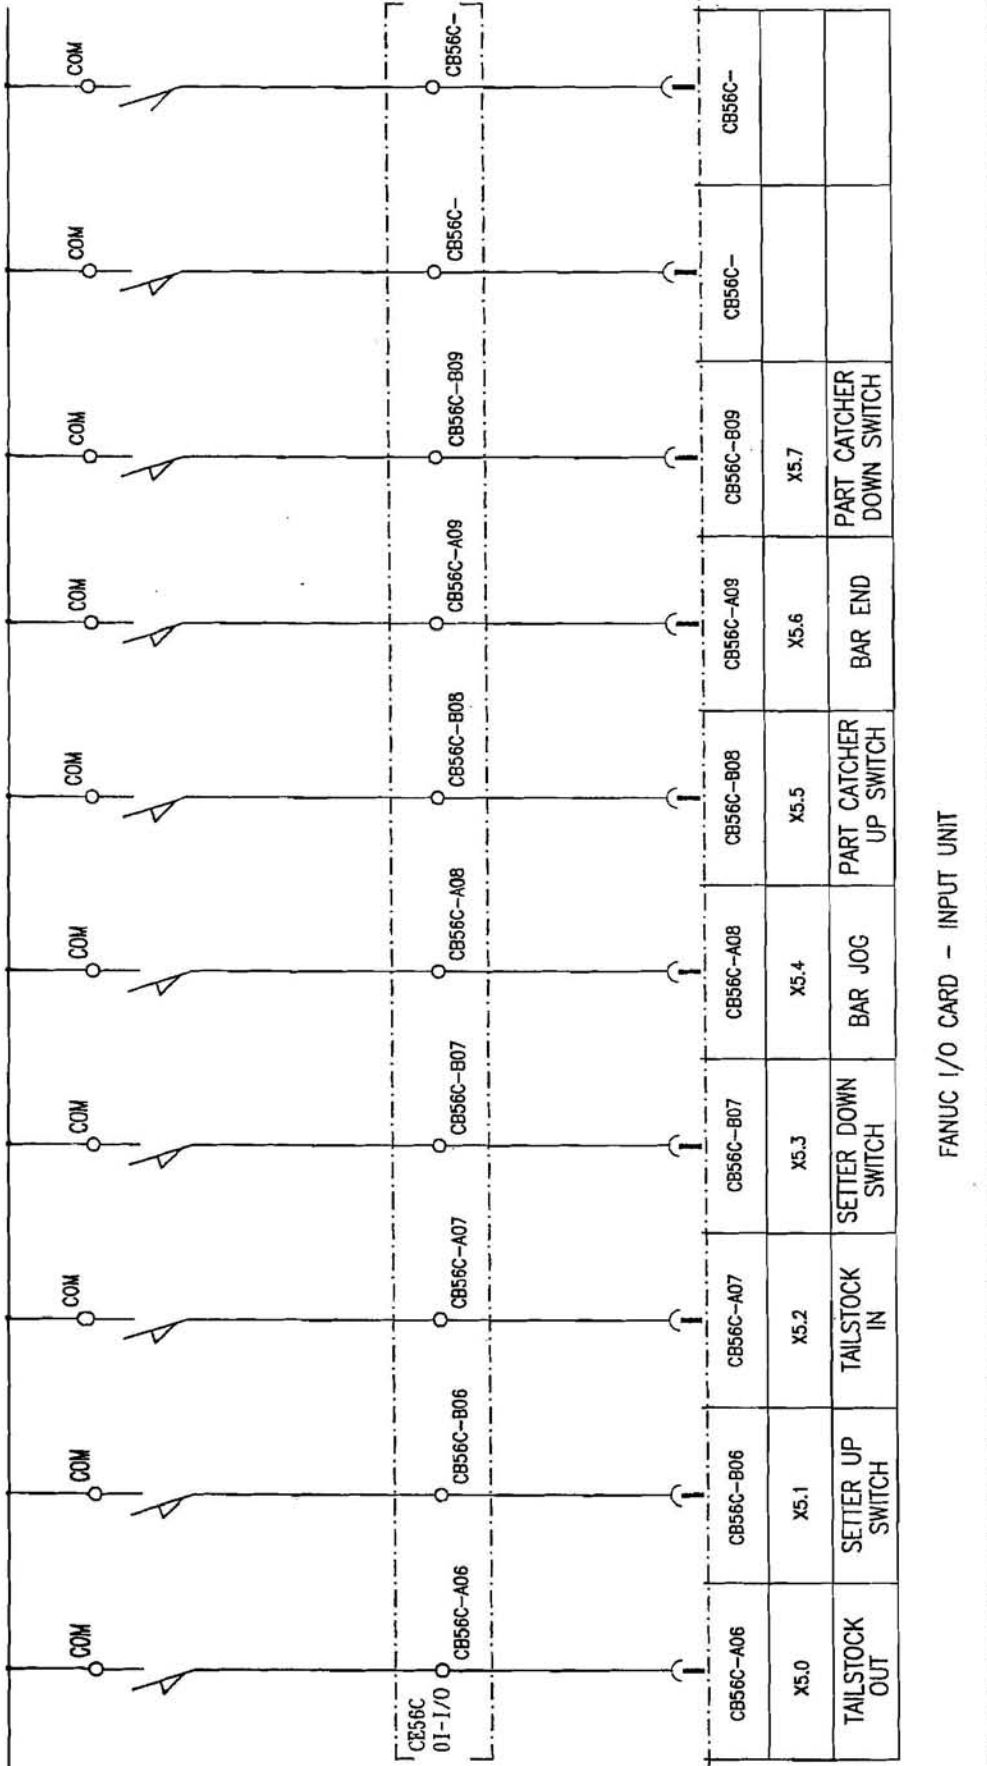 COM
COM
COM
COM
COM
COM
COM
COM
COM
COM
CE56C
0I-I/O
CB56C-A06
CB56C-B06
CB56C-A07
CB56C-B07
CB56C-A08
CB56C-B08
CB56C-A09
CB56C-B09
CB56C-
CB56C-
CB56C-A06
CB56C-B06
CB56C-A07
CB56C-B07
CB56C-A08
CB56C-B08
CB56C-A09
CB56C-B09
CB56C-
CB56C-
X5.0
X5.1
X5.2
X5.3
X5.4
X5.5
X5.6
X5.7
TAILSTOCK
OUT
SETTER UP
SWITCH
TAILSTOCK
IN
SETTER DOWN
SWITCH
BAR JOG
PART CATCHER
UP SWITCH
BAR END
PART CATCHER
DOWN SWITCH
FANUC I/O CARD - INPUT UNIT